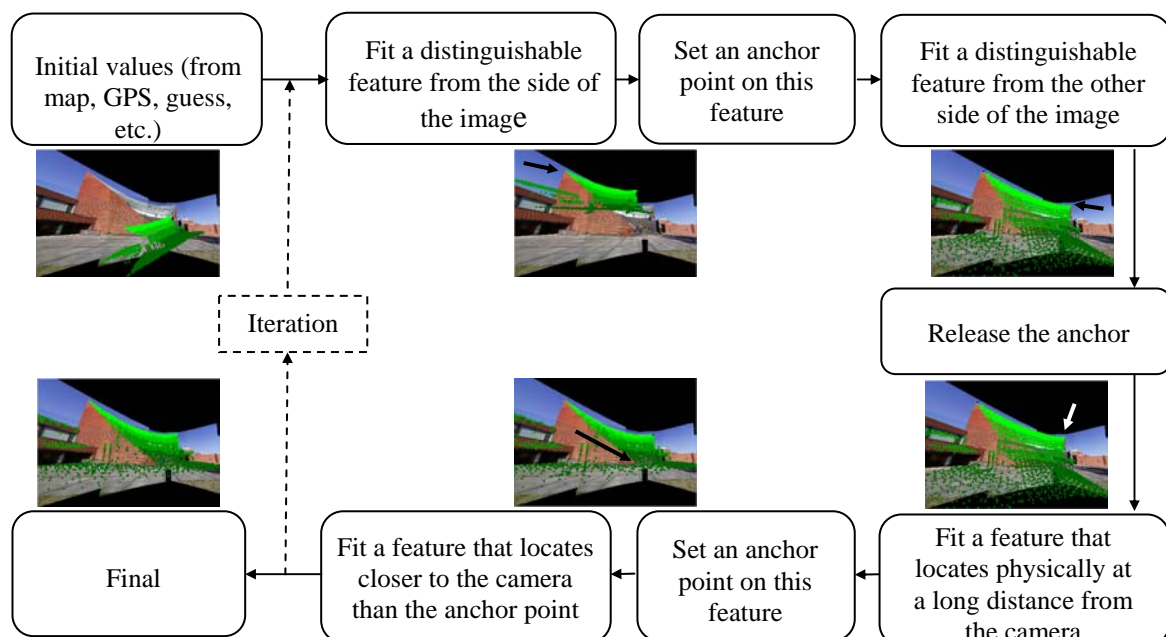 Initial values (from
map, GPS, guess,
etc.)
Fit a distinguishable
feature from the side of
the image
Set an anchor
point on this
feature
Fit a distinguishable
feature from the other
side of the image
Iteration
Release the anchor
Fit a feature that
locates physically at
a long distance from
the camera
Set an anchor
point on this
feature
Fit a feature that locates
closer to the camera
than the anchor point
Final